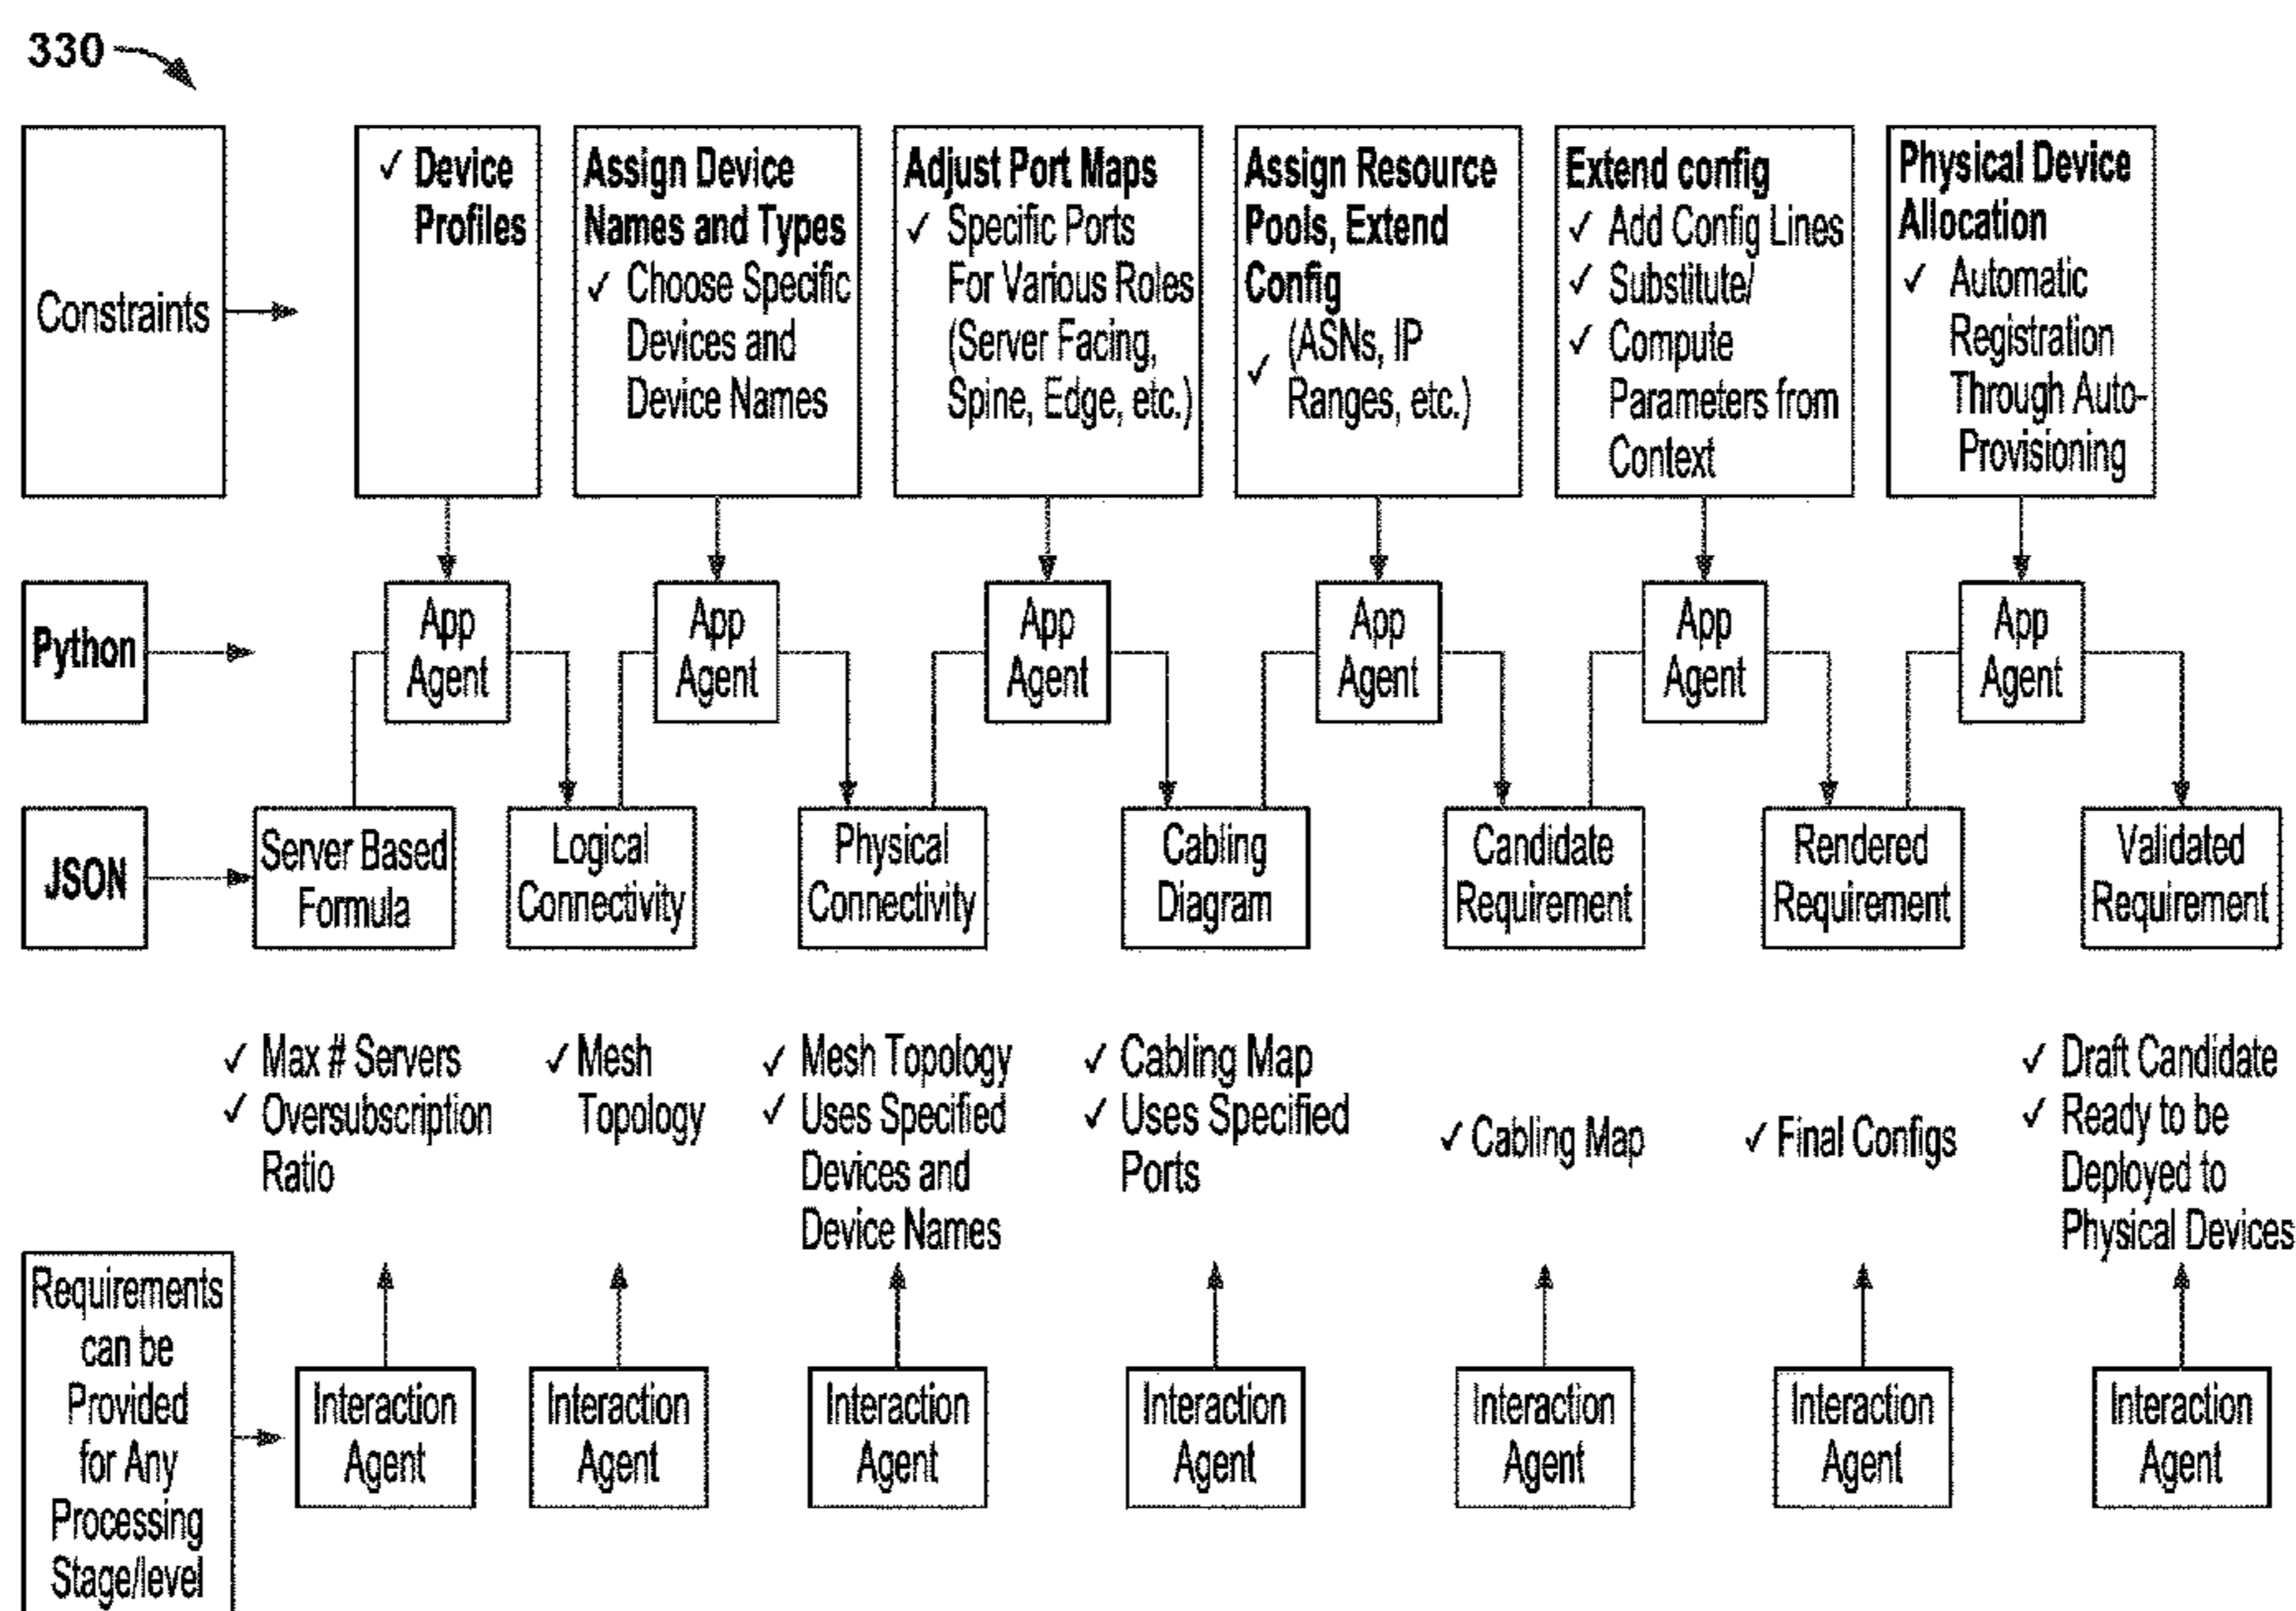 330
Constraints
✓ Device
Profiles
Assign Device
Names and Types
✓ Choose Specific
Devices and
Device Names
Adjust Port Maps
✓ Specific Ports
For Various Roles
(Server Facing,
Spine, Edge, etc.)
Assign Resource
Pools, Extend
Config
✓ (ASNs, IP
Ranges, etc.)
Extend config
✓ Add Config Lines
✓ Substitute/
✓ Compute
Parameters from
Context
Physical Device
Allocation
✓ Automatic
Registration
Through Auto-
Provisioning
Python
App
Agent
App
Agent
App
Agent
App
Agent
App
Agent
App
Agent
JSON
Server Based
Formula
Logical
Connectivity
Physical
Connectivity
Cabling
Diagram
Candidate
Requirement
Rendered
Requirement
Validated
Requirement
✓ Max # Servers
✓ Oversubscription
Ratio
✓ Mesh
Topology
✓ Mesh Topology
✓ Uses Specified
Devices and
Device Names
✓ Cabling Map
✓ Uses Specified
Ports
✓ Cabling Map
✓ Final Configs
✓ Draft Candidate
✓ Ready to be
Deployed to
Physical Devices
Requirements
can be
Provided
for Any
Processing
Stage/level
Interaction
Agent
Interaction
Agent
Interaction
Agent
Interaction
Agent
Interaction
Agent
Interaction
Agent
Interaction
Agent